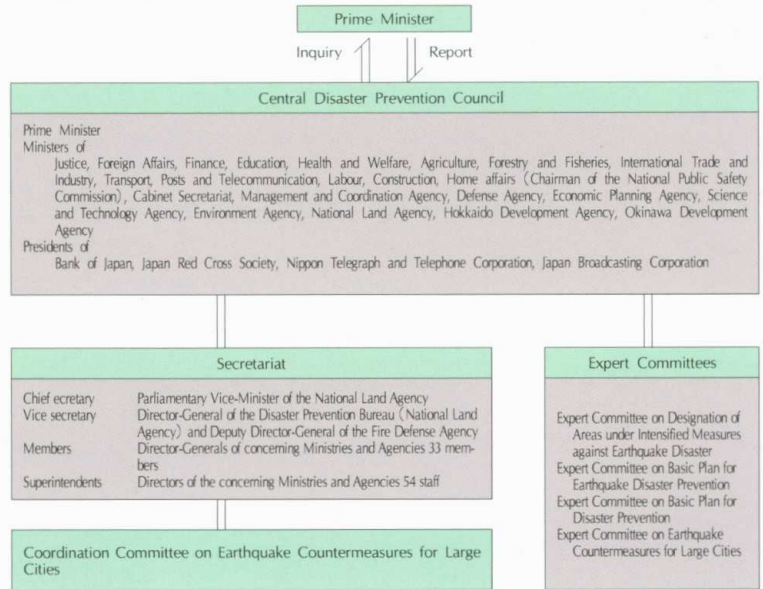 Prime Minister
Inquiry
Report
Central Disaster Prevention Council
Prime Minister
Ministers of
Justice, Foreign Affairs, Finance, Education, Health and Welfare, Agriculture, Forestry and Fisheries, International Trade and
Industry, Transport, Posts and Telecommunication, Labour, Construction, Home affairs (Chairman of the National Public Safety
Commission), Cabinet Secretariat, Management and Coordination Agency, Defense Agency, Economic Planning Agency, Science
and Technology Agency, Environment Agency, National Land Agency, Hokkaido Development Agency, Okinawa Development
Agency
Presidents of
Bank of Japan, Japan Red Cross Society, Nippon Telegraph and Telephone Corporation, Japan Broadcasting Corporation
Secretariat
Chief ecretary Parliamentary Vice-Minister of the National Land Agency
Vice secretary Director-General of the Disaster Prevention Bureau (National Land
Agency) and Deputy Director-General of the Fire Defense Agency
Members Director-Generals of concerning Ministries and Agencies 33 mem-
bers
Superintendents Directors of the concerning Ministries and Agencies 54 staff
Coordination Committee on Earthquake Countermeasures for Large
Cities
Expert Committees
Expert Committee on Designation of
Areas under Intensified Measures
against Earthquake Disaster
Expert Committee on Basic Plan for
Earthquake Disaster Prevention
Expert Committee on Basic Plan for
Disaster Prevention
Expert Committee on Earthquake
Countermeasures for Large Cities